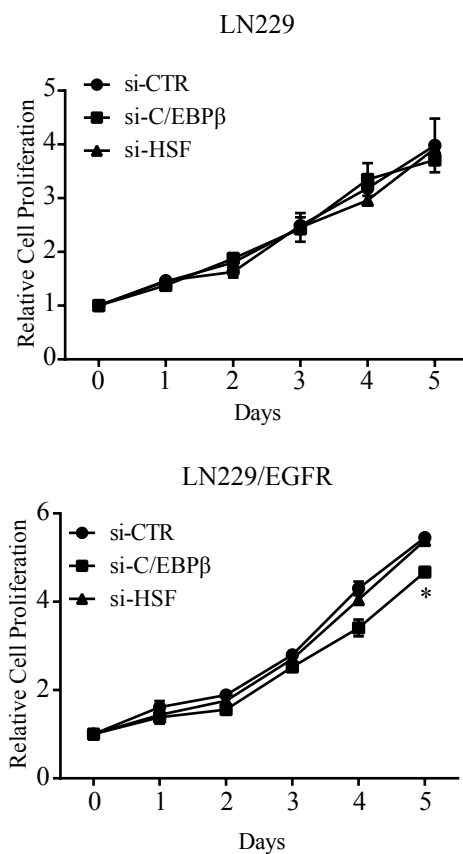 LN229
si-CTR
si-C/EBPβ
si-HSF
Relative Cell Proliferation
5
4
3
2
1
0
0 1 2 3 4 5
Days
LN229/EGFR
si-CTR
si-C/EBPβ
si-HSF
Relative Cell Proliferation
6
4
2
0
*
0 1 2 3 4 5
Days